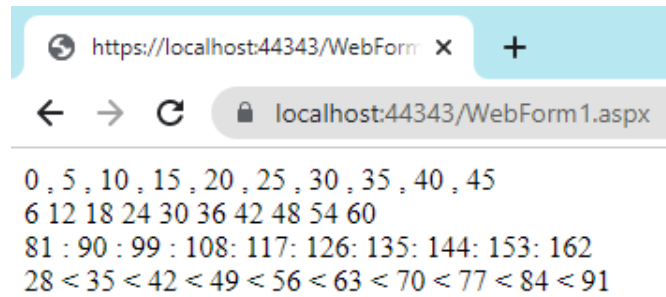 https://localhost:44343/WebForm
localhost:44343/WebForm1.aspx
0 , 5 , 10 , 15 , 20 , 25 , 30 , 35 , 40 , 45
6 12 18 24 30 36 42 48 54 60
81 : 90 : 99 : 108: 117: 126: 135: 144: 153: 162
28 < 35 < 42 < 49 < 56 < 63 < 70 < 77 < 84 < 91